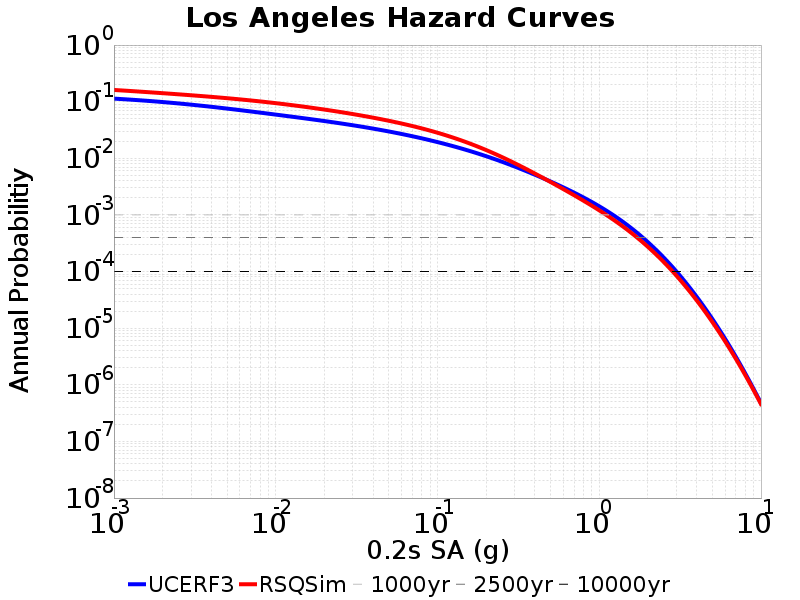 Los Angeles Hazard Curves
Annual Probabilitiy
10^0
10^-1
10^-2
10^-3
10^-4
10^-5
10^-6
10^-7
10^-8
10^-3 10^-2 10^-1 10^0 10^1
0.2s SA (g)
UCERF3 RSQSim 1000yr 2500yr 10000yr